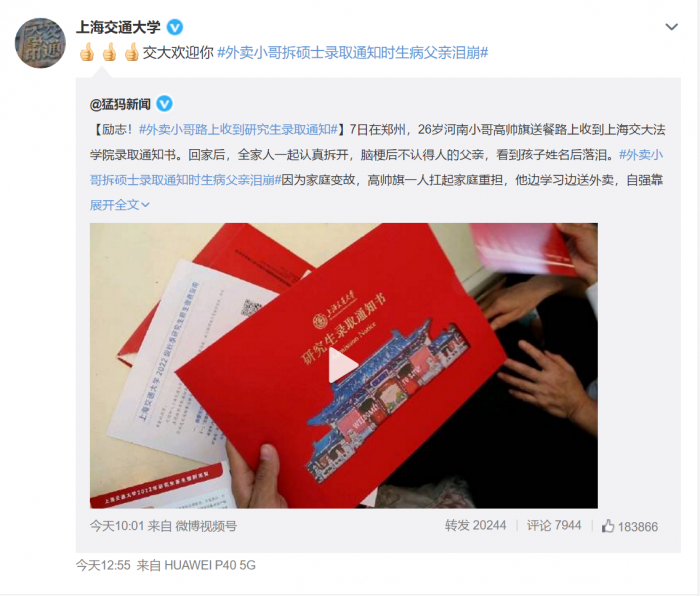 上海交通大学
👍👍👍交大欢迎你 #外卖小哥拆硕士录取通知时生病父亲泪崩#
@猛犸新闻
【励志！#外卖小哥路上收到研究生录取通知#】7日在郑州，26岁河南小哥高帅旗送餐路上收到上海交大法
学院录取通知书。回家后，全家人一起认真拆开，脑梗后不认得人的父亲，看到孩子姓名后落泪。#外卖小
哥拆硕士录取通知时生病父亲泪崩#因为家庭变故，高帅旗一人扛起家庭重担，他边学习边送外卖，自强靠
展开全文
上海交通大学
研究生录取通知书
Admission Notice
WELCOME
今天10:01 来自 微博视频号
转发 20244 评论 7944 183866
今天12:55 来自 HUAWEI P40 5G